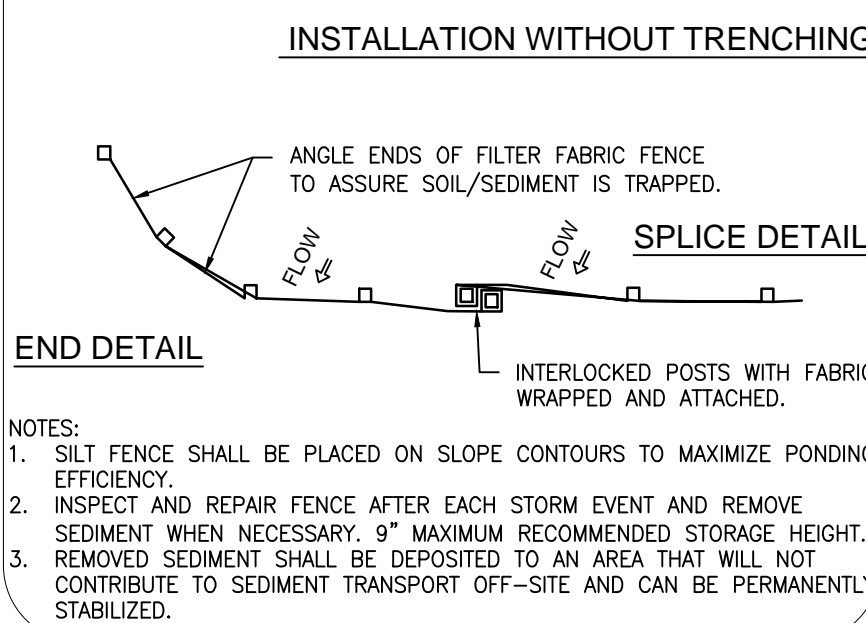 INSTALLATION WITHOUT TRENCHING
ANGLE ENDS OF FILTER FABRIC FENCE
TO ASSURE SOIL/SEDIMENT IS TRAPPED.
FLOW
FLOW
SPLICE DETAIL
END DETAIL
INTERLOCKED POSTS WITH FABRIC
WRAPPED AND ATTACHED.
NOTES:
1. SILT FENCE SHALL BE PLACED ON SLOPE CONTOURS TO MAXIMIZE PONDING
EFFICIENCY.
2. INSPECT AND REPAIR FENCE AFTER EACH STORM EVENT AND REMOVE
SEDIMENT WHEN NECESSARY. 9” MAXIMUM RECOMMENDED STORAGE HEIGHT.
3. REMOVED SEDIMENT SHALL BE DEPOSITED TO AN AREA THAT WILL NOT
CONTRIBUTE TO SEDIMENT TRANSPORT OFF–SITE AND CAN BE PERMANENTLY
STABILIZED.